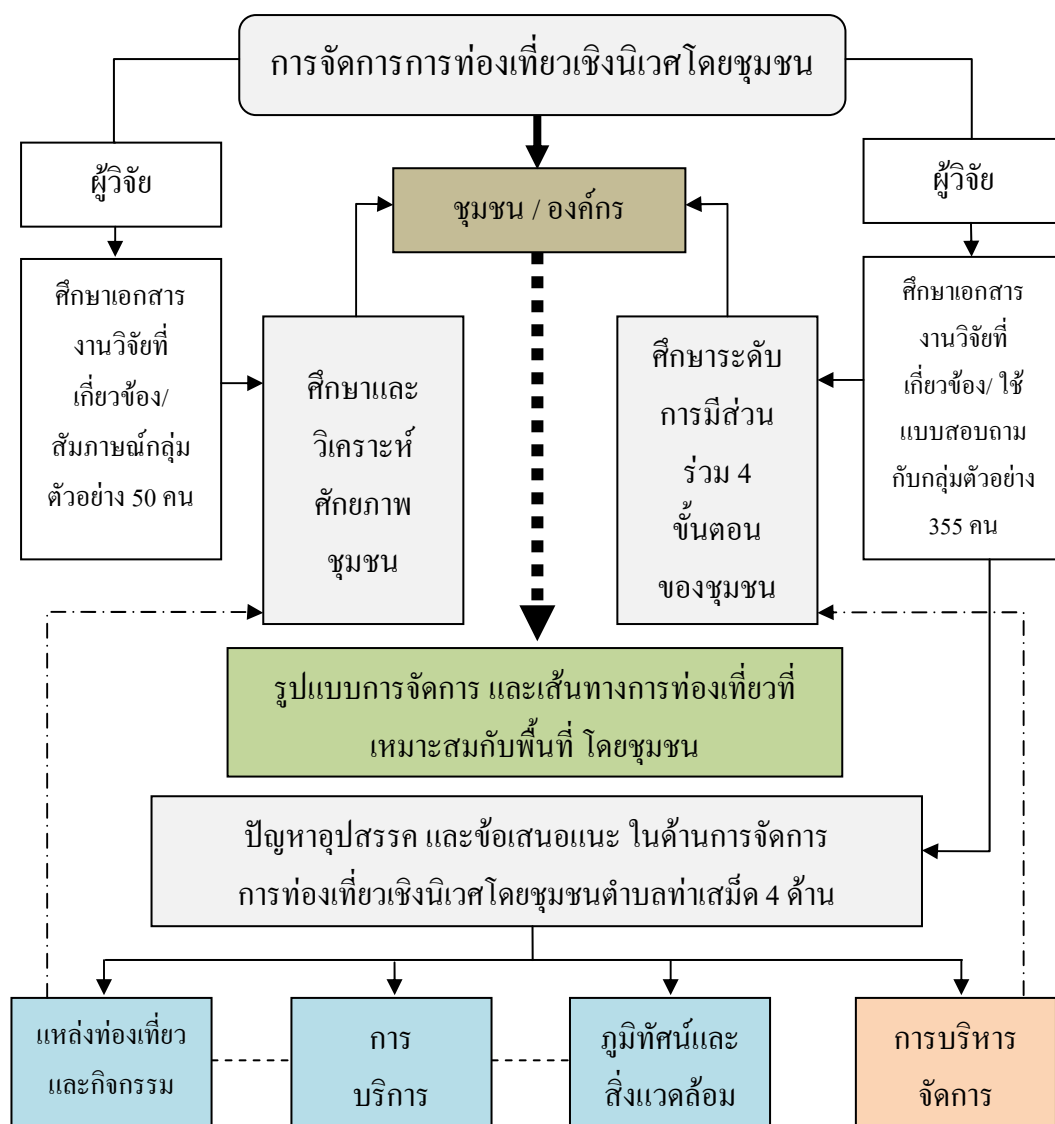 การจัดการการท่องเที่ยวเชิงนิเวศโดยชุมชน
ผู้วิจัย
ชุมชน / องค์กร
ผู้วิจัย
ศึกษาเอกสาร
งานวิจัยที่
เกี่ยวข้อง/
สัมภาษณ์กลุ่ม
ตัวอย่าง 50 คน
ศึกษาและ
วิเคราะห์
ศักยภาพ
ชุมชน
ศึกษาระดับ
การมีส่วน
ร่วม 4
ขั้นตอน
ของชุมชน
ศึกษาเอกสาร
งานวิจัยที่
เกี่ยวข้อง/ ใช้
แบบสอบถาม
กับกลุ่มตัวอย่าง
355 คน
รูปแบบการจัดการ และเส้นทางการท่องเที่ยวที่
เหมาะสมกับพื้นที่ โดยชุมชน
ปัญหาอุปสรรค และข้อเสนอแนะ ในด้านการจัดการ
การท่องเที่ยวเชิงนิเวศโดยชุมชนตำบลท่าเสม็ด 4 ด้าน
แหล่งท่องเที่ยว
และกิจกรรม
การ
บริการ
ภูมิทัศน์และ
สิ่งแวดล้อม
การบริหาร
จัดการ